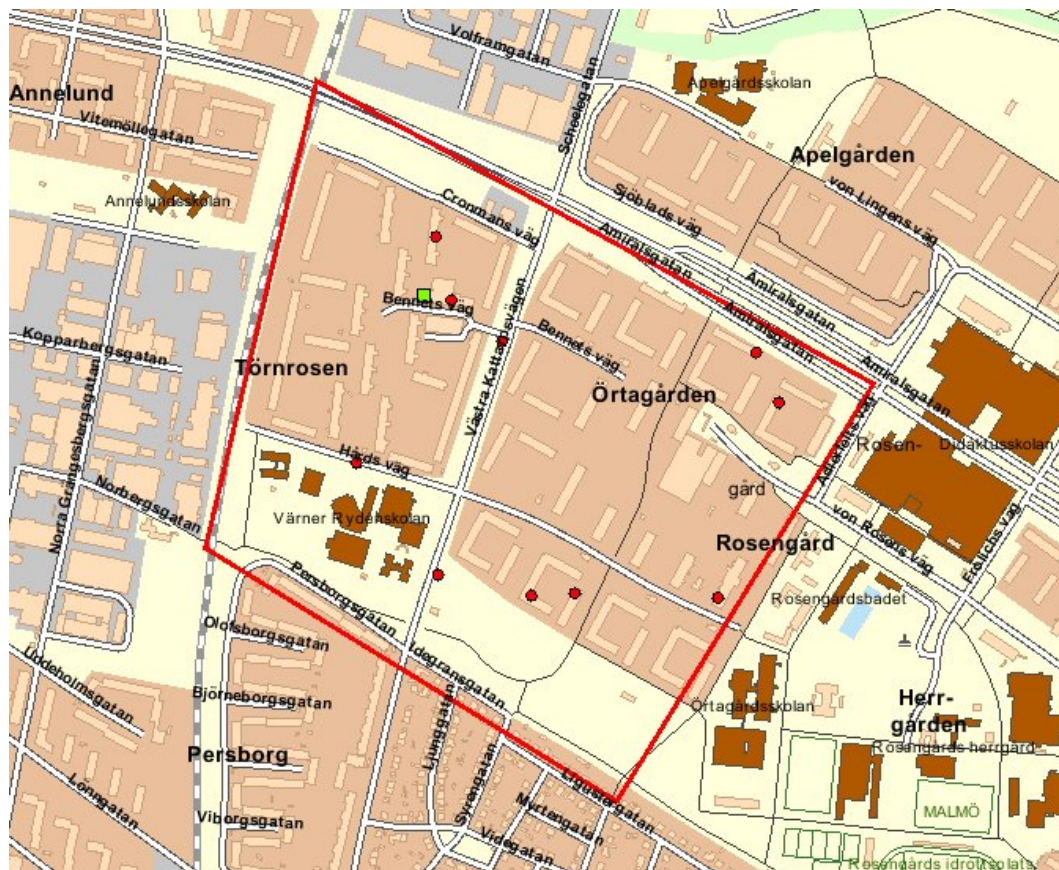 Volframgatan
Annelund
Vitemöllegatan
Scheelegatan
Apelgårdsskolan
Apelgården
Annelundsskolan
Cronmans väg
Sjöblads väg
von Lingens väg
Amiralsgatan
Amiralsgatan
Bennets väg
Västra Kattarpsvägen
Bennets väg
Amiralsgatan
Amiralsgatan
Kopparbergsgatan
Törnrosen
Örtagården
Norra Grängesbergsgatan
Hårds väg
Rosen-
gård
Didaktusskolan
Norbergsgatan
Värner Rydénskolan
von Rosens väg
Frölichs väg
Rosengård
Persborgsgatan
Rosengårdsbadet
Olofsborgsgatan
Idegransgatan
Uddeholmsgatan
Björneborgsgatan
Ljunggatan
Örtagårdsskolan
Herr-
gården
Rosengårds herrgård
Persborg
Syrengatan
Ligustergatan
Lönngatan
Viborgsgatan
Myrtengatan
Videgatan
MALMÖ
Rosengårds idrottsplats